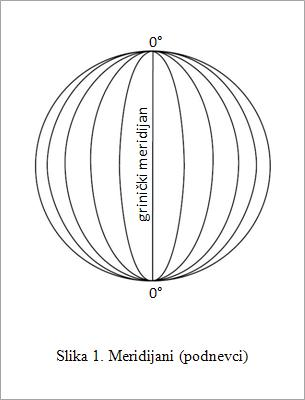 0°
grinički meridijan
0°
Slika 1. Meridijani (podnevci)